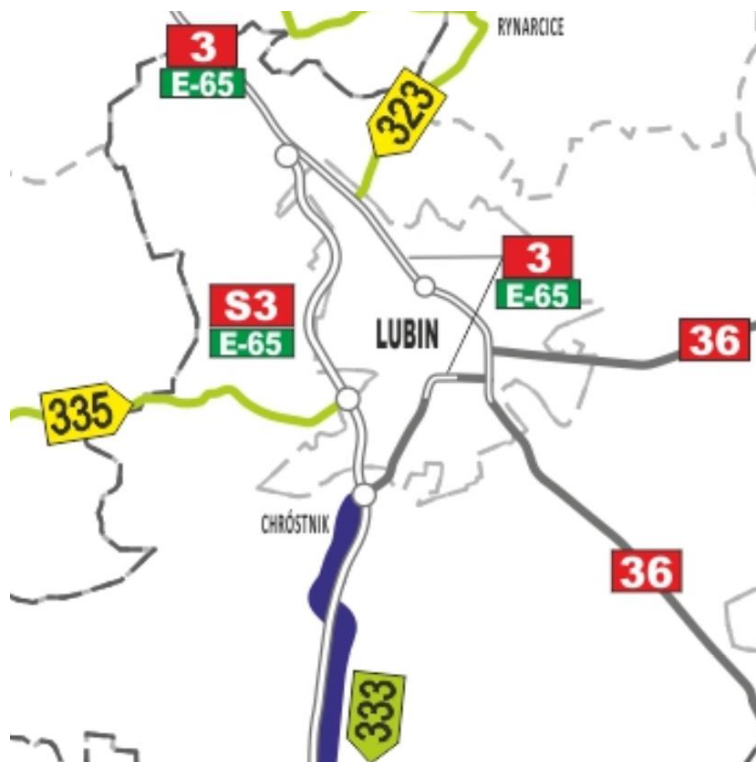 RYNARCICE
3
E-65
323
3
E-65
S3
E-65
LUBIN
36
335
CHRÓSTNIK
36
333